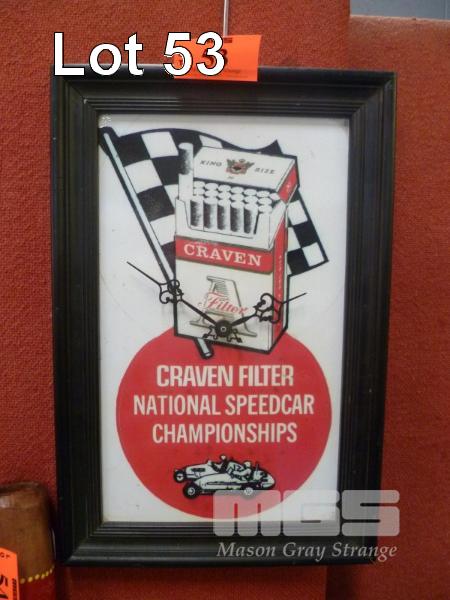 Lot 53
KING SIZE
CRAVEN
A
Filter
CRAVEN FILTER
NATIONAL SPEEDCAR
CHAMPIONSHIPS
MGS
Mason Gray Strange